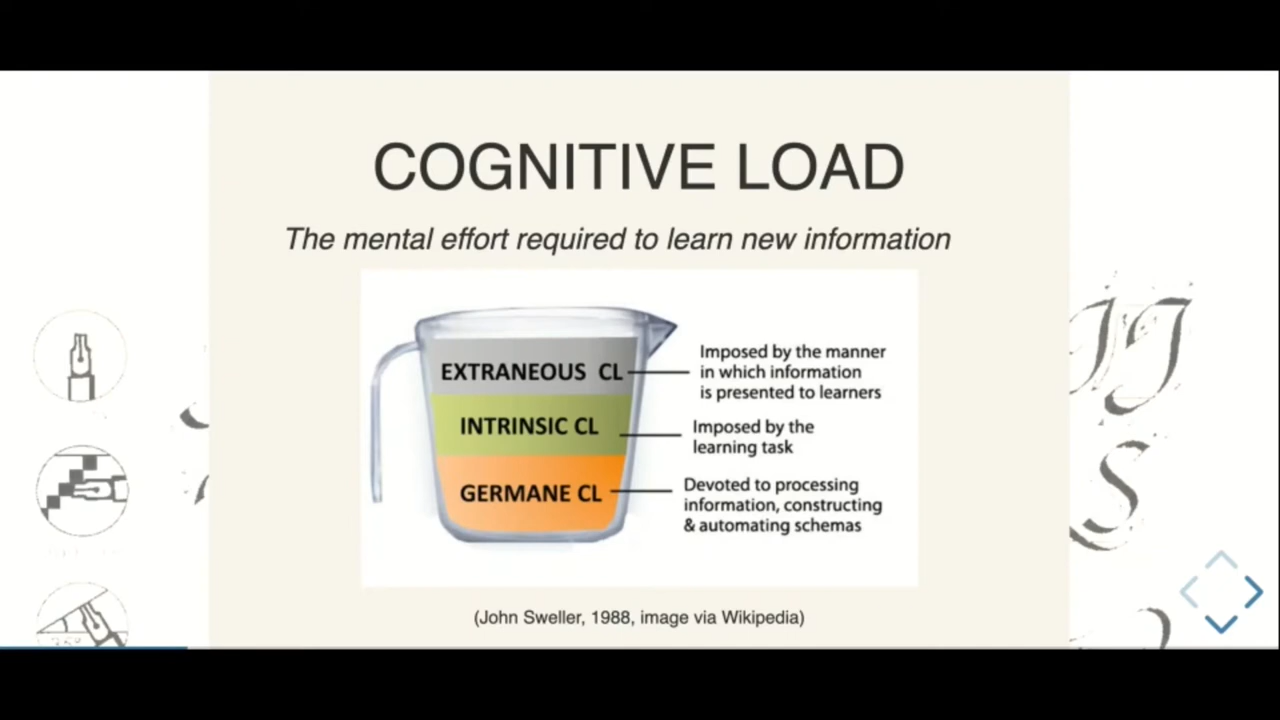 COGNITIVE LOAD
The mental effort required to learn new information
EXTRANEOUS CL
Imposed by the manner
in which information
is presented to learners
INTRINSIC CL
Imposed by the
learning task
GERMANE CL
Devoted to processing
information, constructing
& automating schemas
(John Sweller, 1988, image via Wikipedia)